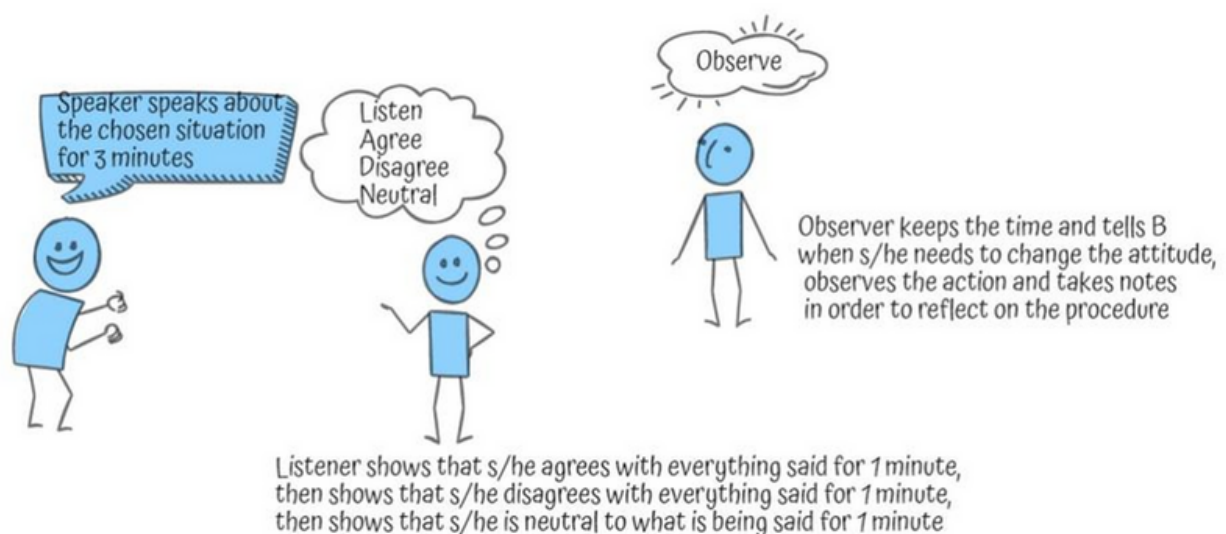 Speaker speaks about
the chosen situation
for 3 minutes
Listen
Agree
Disagree
Neutral
Observe
Observer keeps the time and tells B
when s/he needs to change the attitude,
observes the action and takes notes
in order to reflect on the procedure
Listener shows that s/he agrees with everything said for 1 minute,
then shows that s/he disagrees with everything said for 1 minute,
then shows that s/he is neutral to what is being said for 1 minute